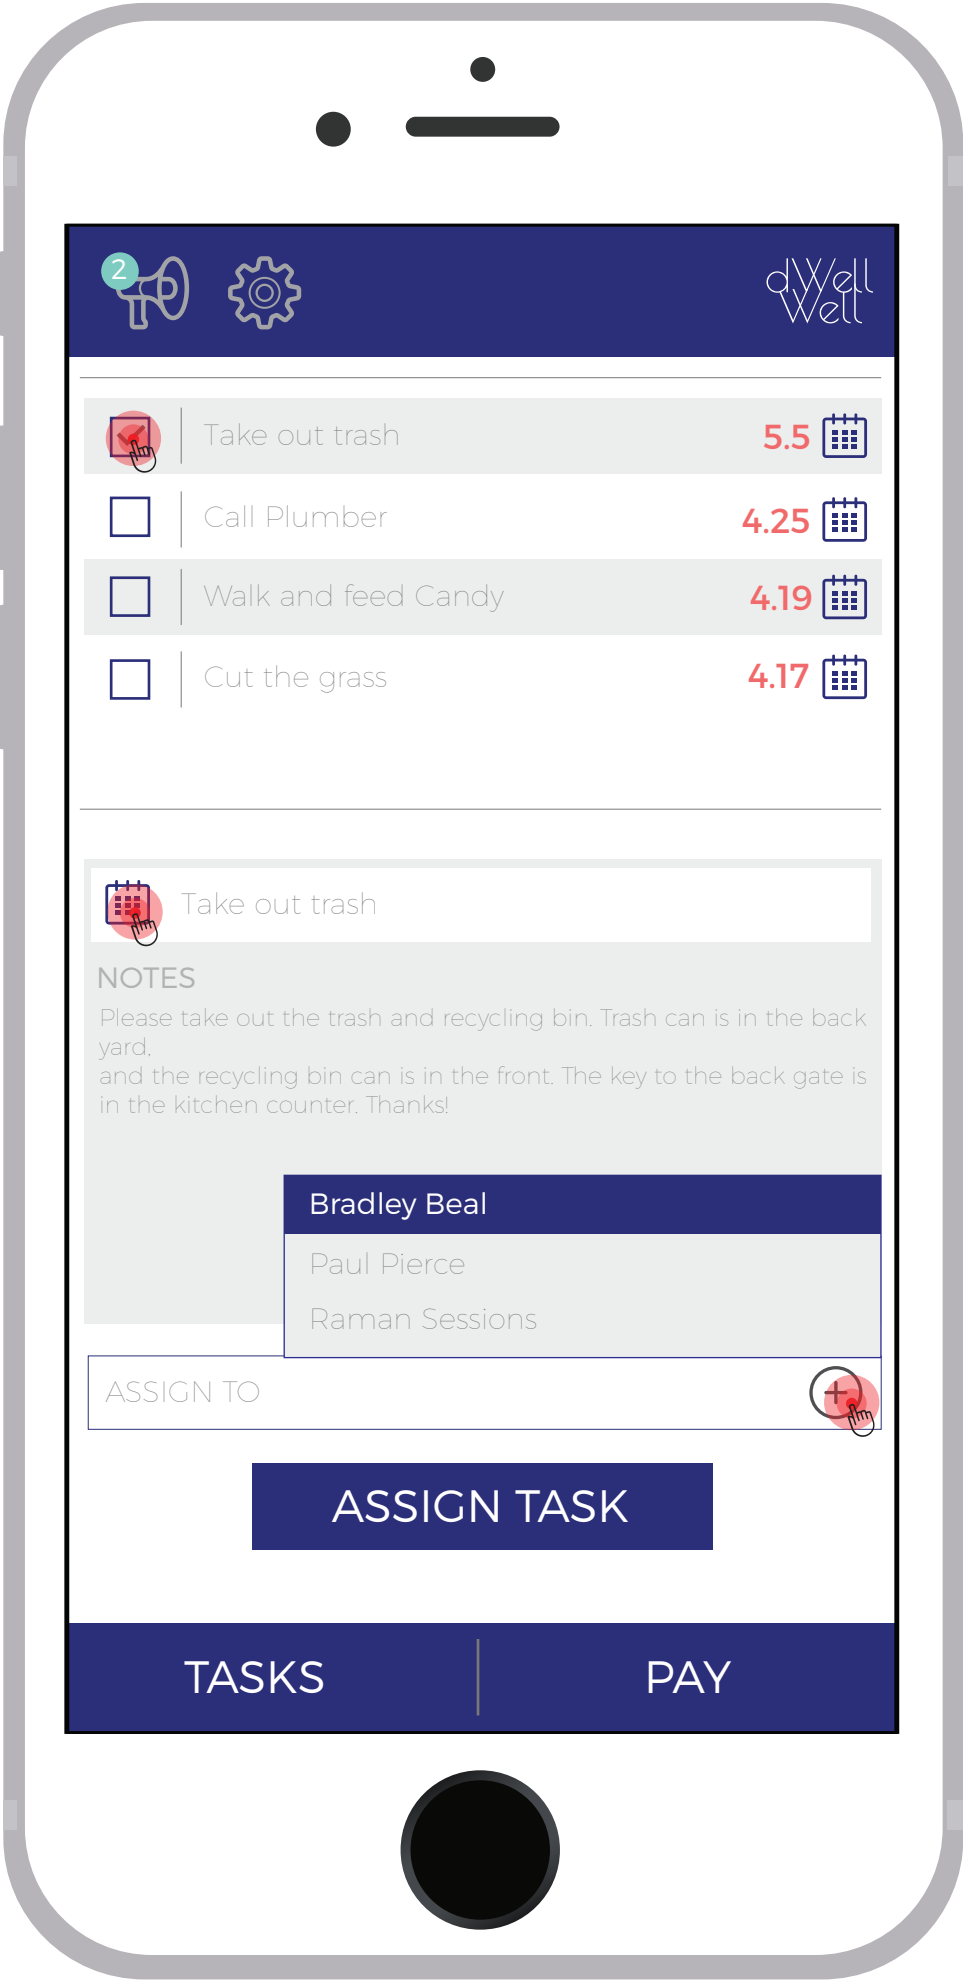 2
dWell
Well
Take out trash 5.5
Call Plumber 4.25
Walk and feed Candy 4.19
Cut the grass 4.17
Take out trash
NOTES
Please take out the trash and recycling bin. Trash can is in the back
yard,
and the recycling bin can is in the front. The key to the back gate is
in the kitchen counter. Thanks!
Bradley Beal
Paul Pierce
Raman Sessions
ASSIGN TO
ASSIGN TASK
TASKS PAY